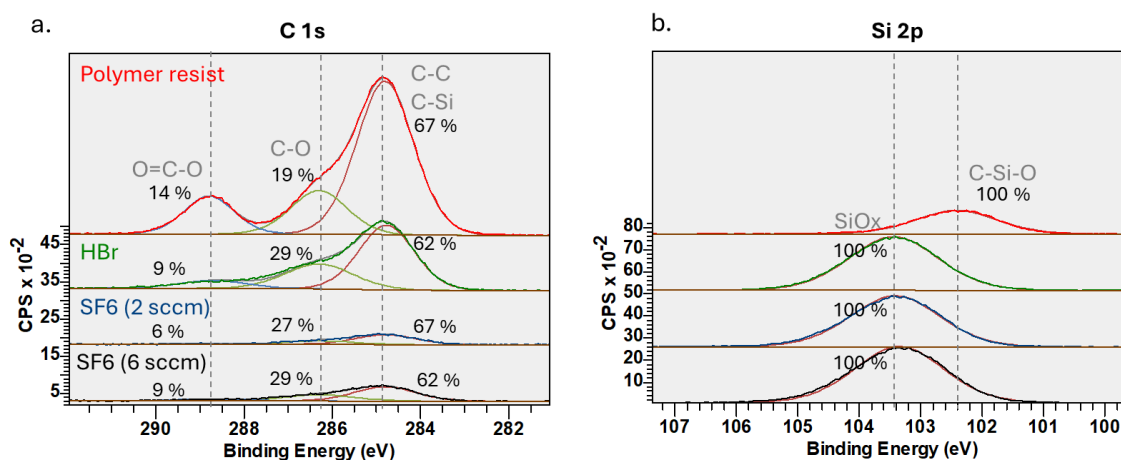 a.
C 1s
Polymer resist
C-C
C-Si
67 %
C-O
19 %
O=C-O
14 %
HBr
9 %
29 %
62 %
SF6 (2 sccm)
6 %
27 %
67 %
SF6 (6 sccm)
9 %
29 %
62 %
CPS x 10⁻²
45
35
25
15
5
290
288
286
284
282
Binding Energy (eV)
b.
Si 2p
C-Si-O
100 %
SiOx
100%
100%
100%
CPS x 10⁻²
80
70
60
50
40
30
20
10
107
106
105
104
103
102
101
100
Binding Energy (eV)